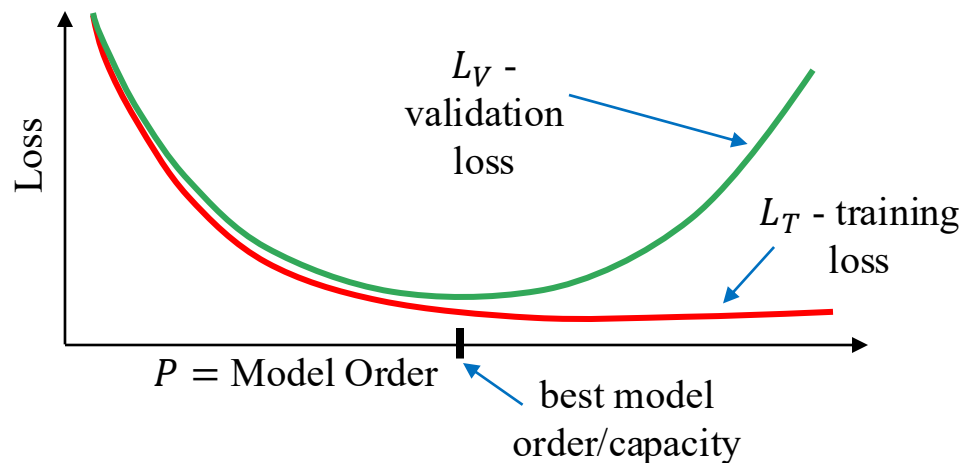 Loss
L_V -
validation
loss
L_T - training
loss
P = Model Order
best model
order/capacity